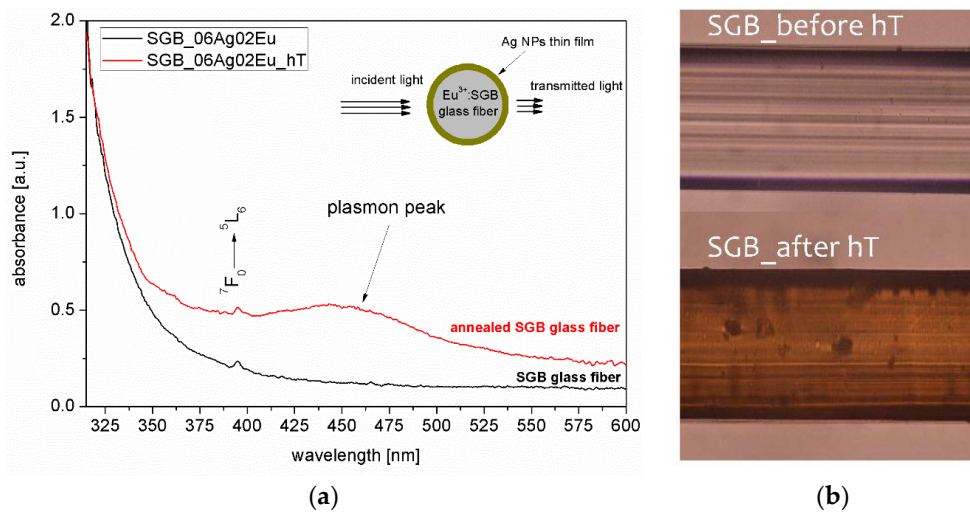 2.0
1.5
1.0
0.5
0.0
absorbance [a.u.]
SGB_06Ag02Eu
SGB_06Ag02Eu_hT
Ag NPs thin film
incident light
Eu³⁺:SGB
glass fiber
transmitted light
plasmon peak
⁷F₀ → ⁵L₆
annealed SGB glass fiber
SGB glass fiber
325 350 375 400 425 450 475 500 525 550 575 600
wavelength [nm]
(a)
SGB_before hT
SGB_after hT
(b)